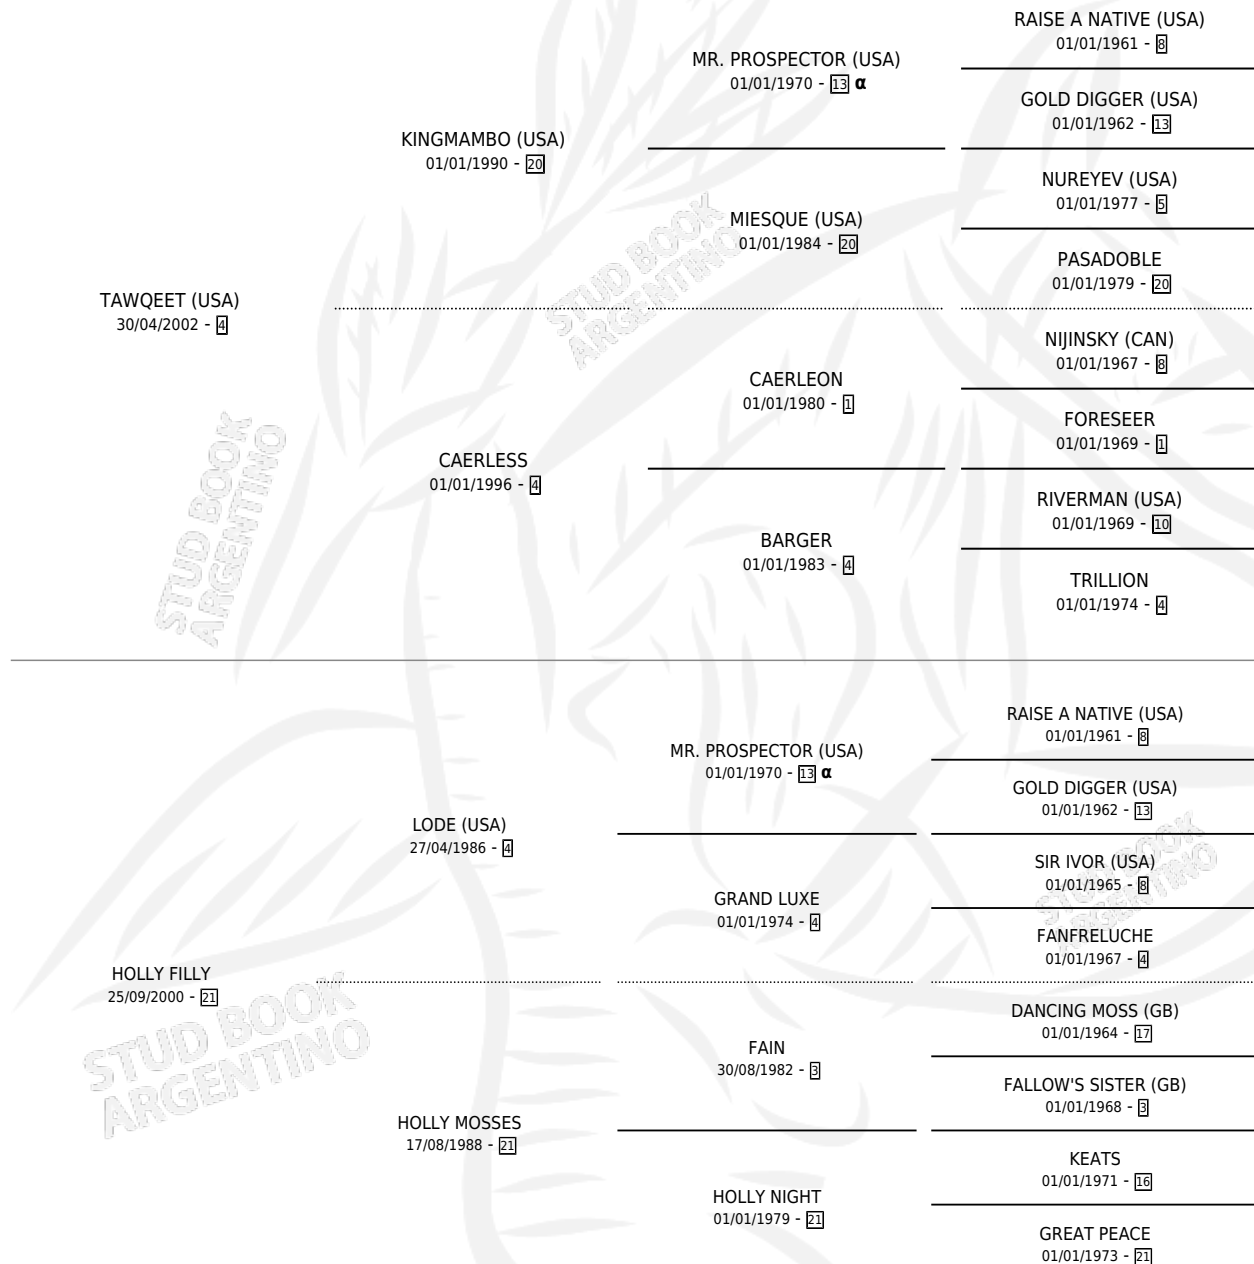 RAISE A NATIVE (USA)
01/01/1961 - 8
MR. PROSPECTOR (USA)
01/01/1970 - 13 α
GOLD DIGGER (USA)
01/01/1962 - 13
KINGMAMBO (USA)
01/01/1990 - 20
NUREYEV (USA)
01/01/1977 - 5
MIESQUE (USA)
01/01/1984 - 20
PASADOBLE
01/01/1979 - 20
TAWQEET (USA)
30/04/2002 - 4
NIJINSKY (CAN)
01/01/1967 - 8
CAERLEON
01/01/1980 - 1
FORESEER
01/01/1969 - 1
CAERLESS
01/01/1996 - 4
RIVERMAN (USA)
01/01/1969 - 10
BARGER
01/01/1983 - 4
TRILLION
01/01/1974 - 4
RAISE A NATIVE (USA)
01/01/1961 - 8
MR. PROSPECTOR (USA)
01/01/1970 - 13 α
GOLD DIGGER (USA)
01/01/1962 - 13
LODE (USA)
27/04/1986 - 4
SIR IVOR (USA)
01/01/1965 - 8
GRAND LUXE
01/01/1974 - 4
FANFRELUCHE
01/01/1967 - 4
HOLLY FILLY
25/09/2000 - 21
DANCING MOSS (GB)
01/01/1964 - 17
FAIN
30/08/1982 - 3
FALLOW'S SISTER (GB)
01/01/1968 - 3
HOLLY MOSSES
17/08/1988 - 21
KEATS
01/01/1971 - 16
HOLLY NIGHT
01/01/1979 - 21
GREAT PEACE
01/01/1973 - 21
STUD BOOK
ARGENTINO
STUD BOOK
ARGENTINO
STUD BOOK
ARGENTINO
STUD BOOK
ARGENTINO